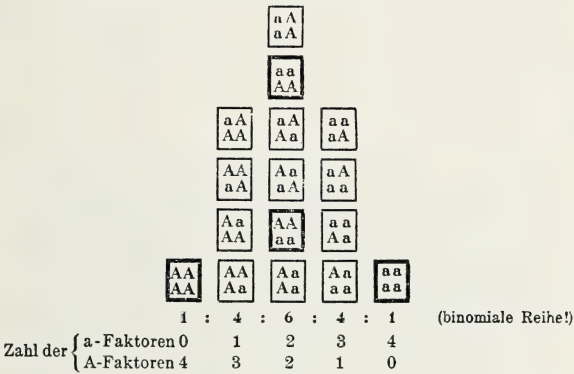 aA
aA
aa
AA
aA aA aa
AA Aa aA
AA Aa aA
aA aA aa
Aa AA aa
AA aa Aa
AA AA Aa Aa aa
AA Aa Aa aa aa
1 : 4 : 6 : 4 : 1 (binomiale Reihe!)
Zahl der { a-Faktoren 0 1 2 3 4
A-Faktoren 4 3 2 1 0